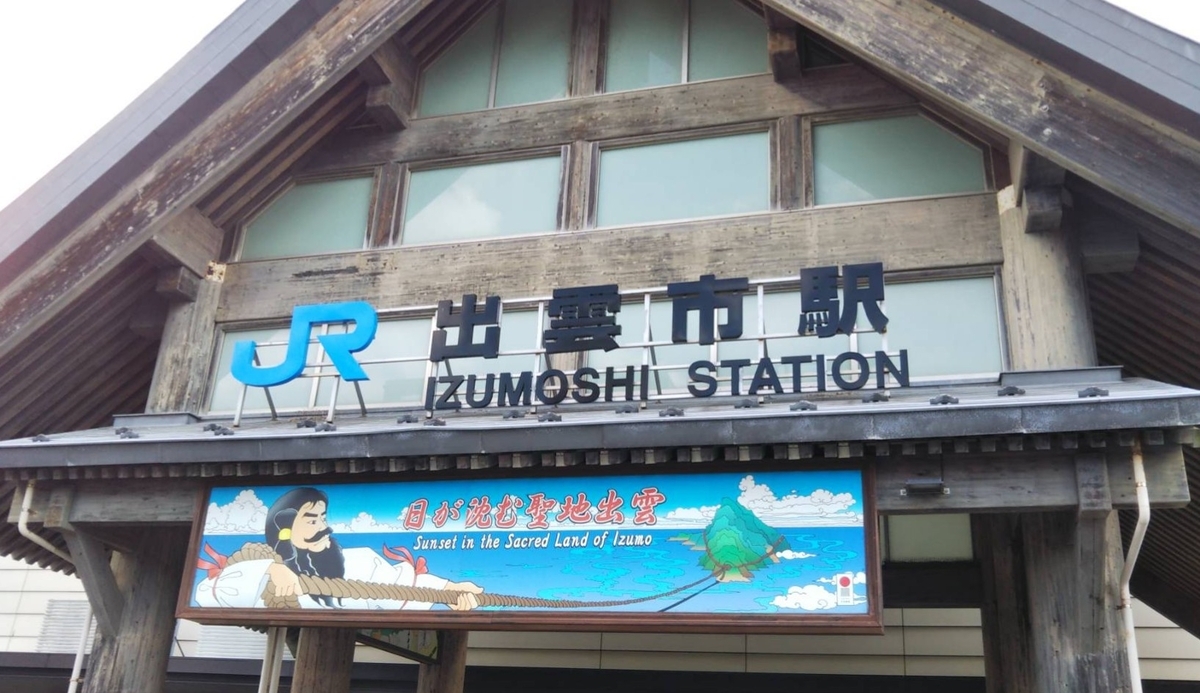 JR 出雲市駅
IZUMOSHI STATION
日が沈む聖地出雲
Sunset in the Sacred Land of Izumo